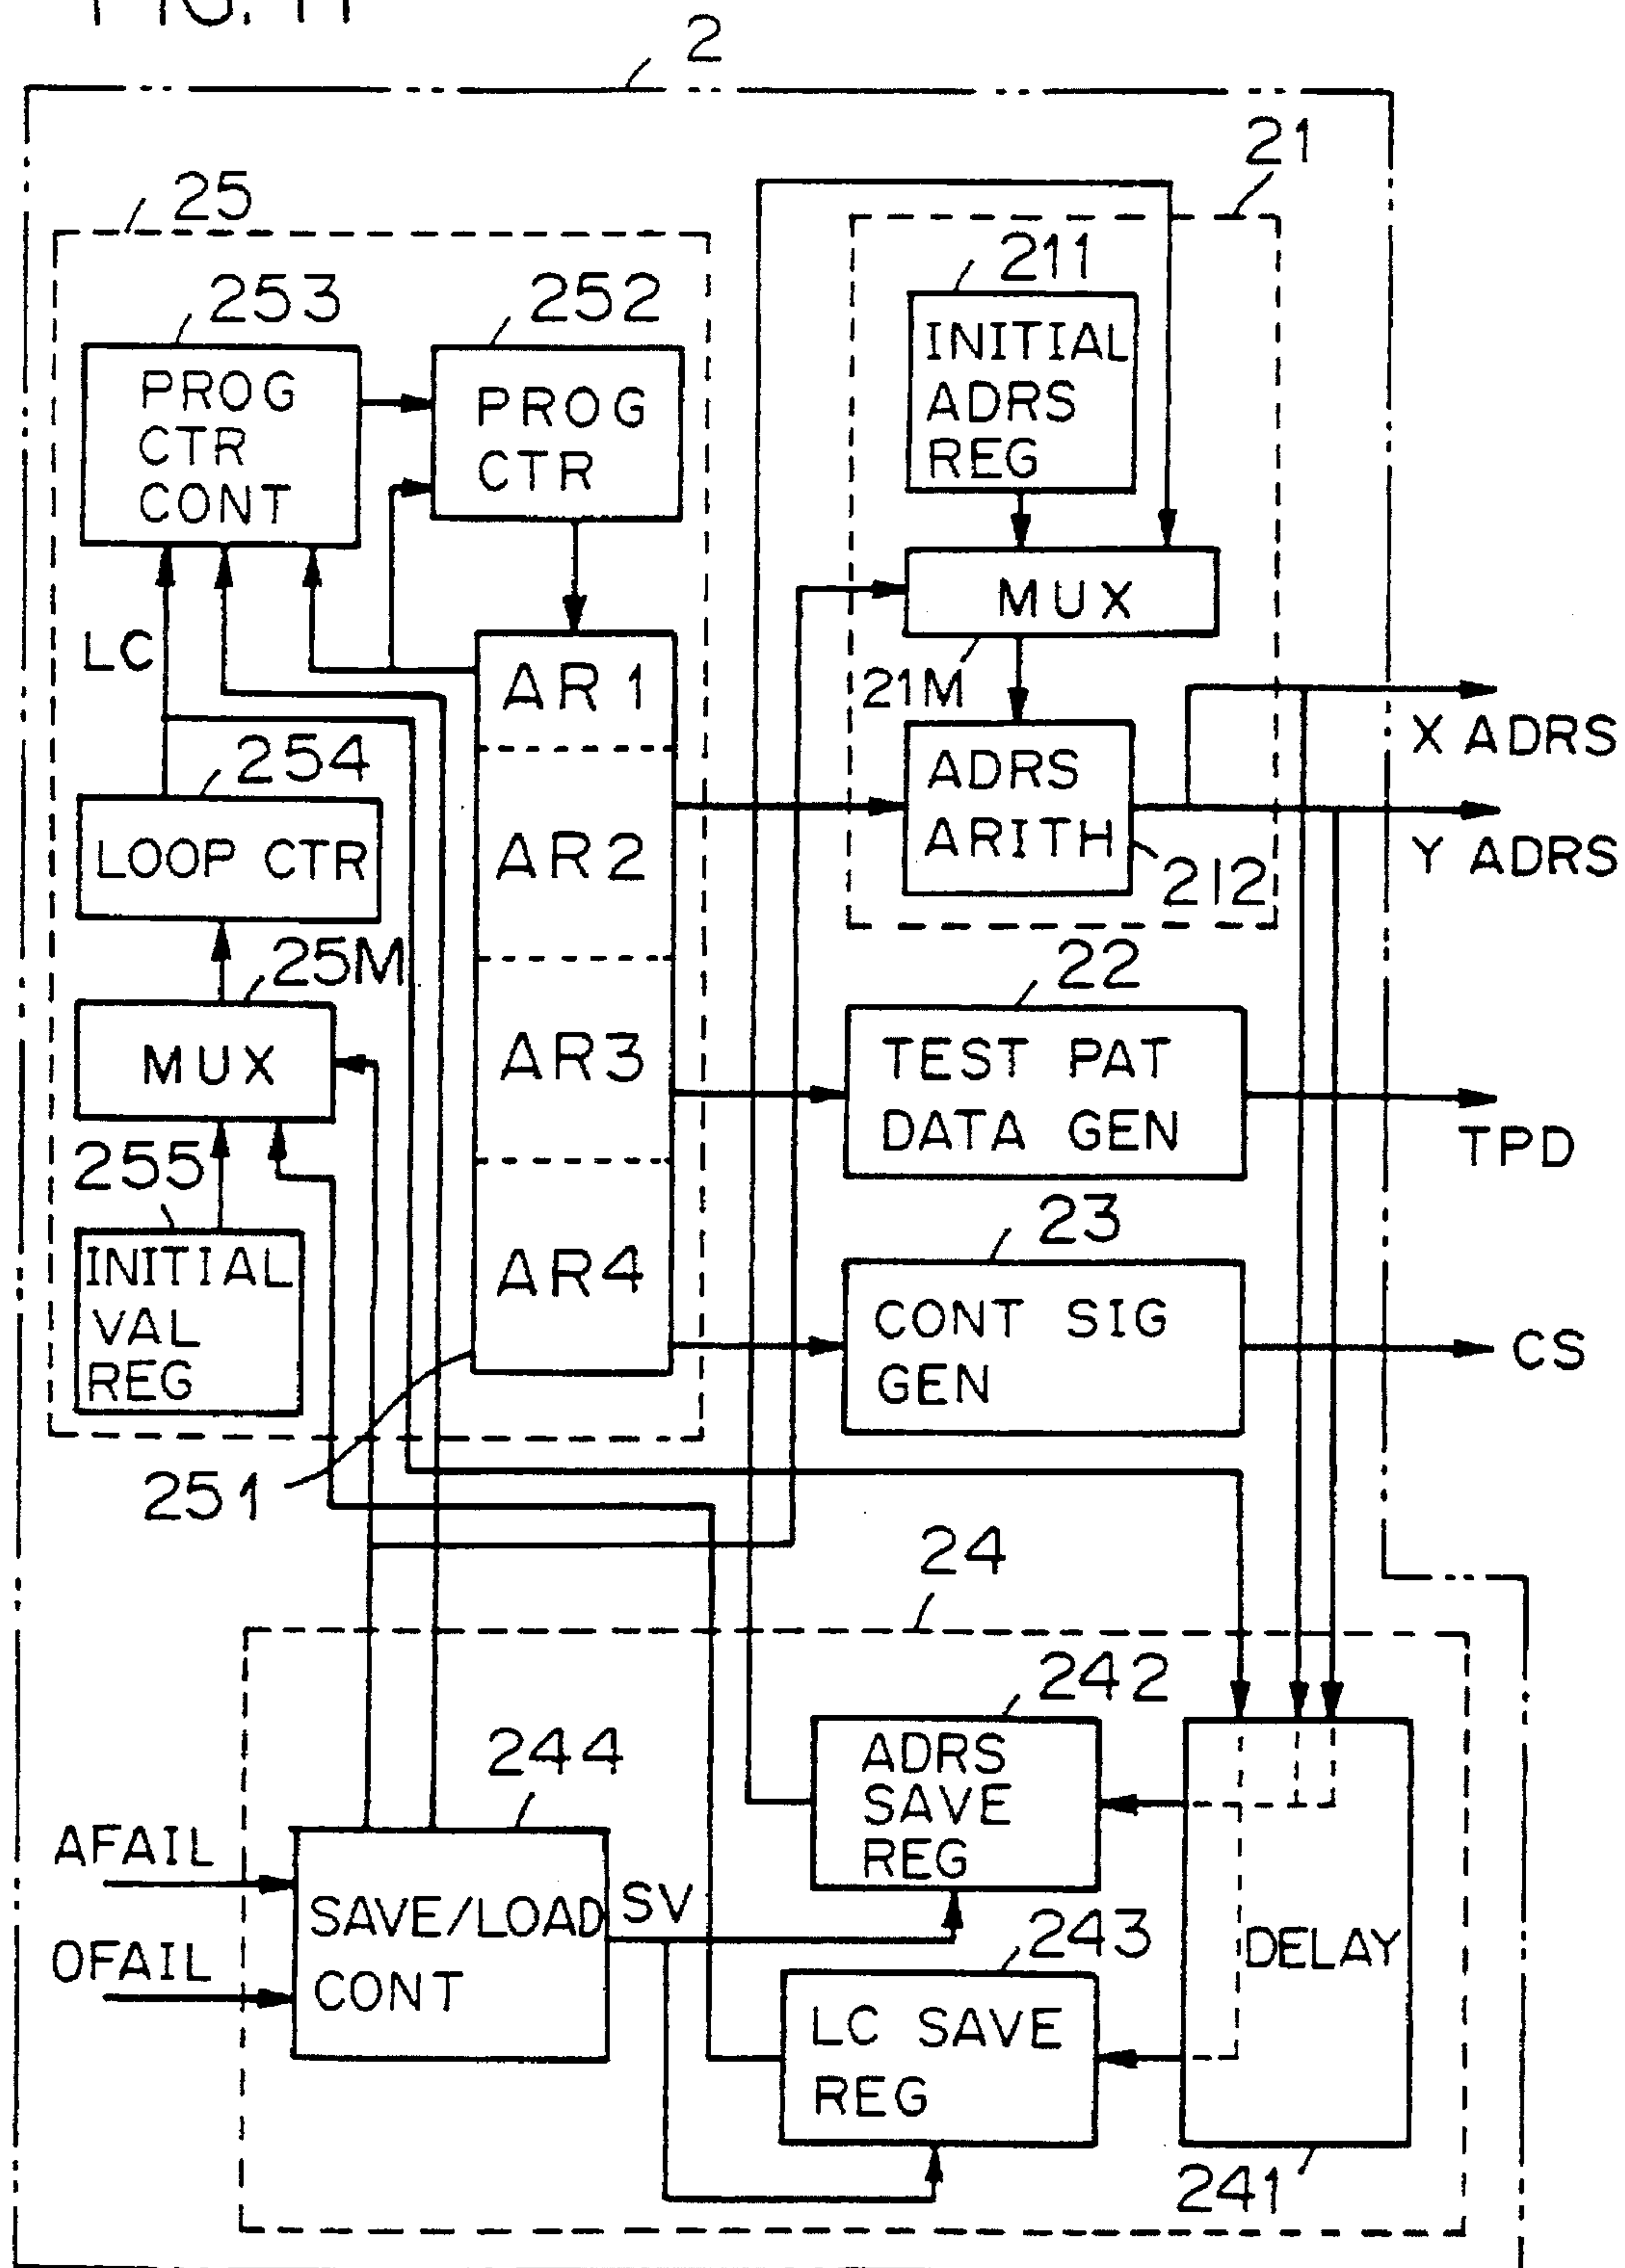 FIG. 11
2
21
25
211
253
252
INITIAL
ADRS
REG
PROG
CTR
CONT
PROG
CTR
MUX
LC
AR1
21M
X ADRS
254
ADRS
ARITH
LOOP CTR
AR2
Y ADRS
212
25M
22
MUX
AR3
TEST PAT
DATA GEN
TPD
255
23
INITIAL
VAL
REG
AR4
CONT SIG
GEN
CS
251
24
242
244
ADRS
SAVE
REG
AFAIL
SAVE/LOAD
CONT
SV
243
DELAY
OFAIL
LC SAVE
REG
241